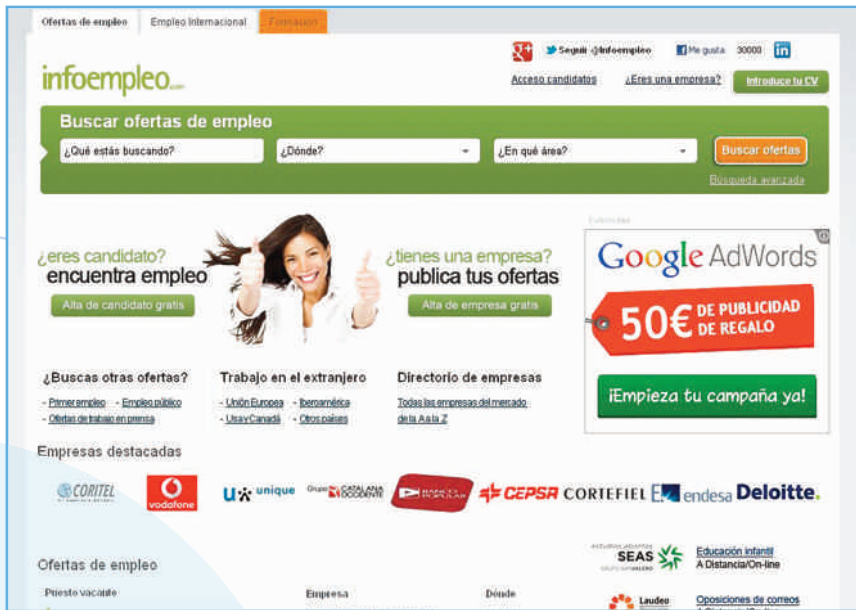 Ofertas de empleo Empleo Internacional Formación
Seguir @infoempleo Me gusta 30000 in
infoempleo.com
Acceso candidatos ¿Eres una empresa? Introduce tu CV
Buscar ofertas de empleo
¿Qué estás buscando? ¿Dónde? ¿En qué área? Buscar ofertas
Búsqueda avanzada
Publicidad
¿eres candidato?
encuentra empleo
Alta de candidato gratis
¿tienes una empresa?
publica tus ofertas
Alta de empresa gratis
Google AdWords
50€ DE PUBLICIDAD
DE REGALO
¡Empieza tu campaña ya!
¿Buscas otras ofertas?
- Primer empleo - Empleo público
- Ofertas de trabajo en prensa
Trabajo en el extranjero
- Unión Europea - Iberoamérica
- Usa y Canadá - Otros países
Directorio de empresas
Todas las empresas del mercado
de la A a la Z
Empresas destacadas
CORITEL vodafone unique Grupo CATALANA OCCIDENTE BANCO POPULAR CEPSA CORTEFIEL endesa Deloitte.
Ofertas de empleo
Puesto vacante Empresa Dónde
SEAS
Educación infantil
A Distancia/On-line
Laudeo
Oposiciones de correos